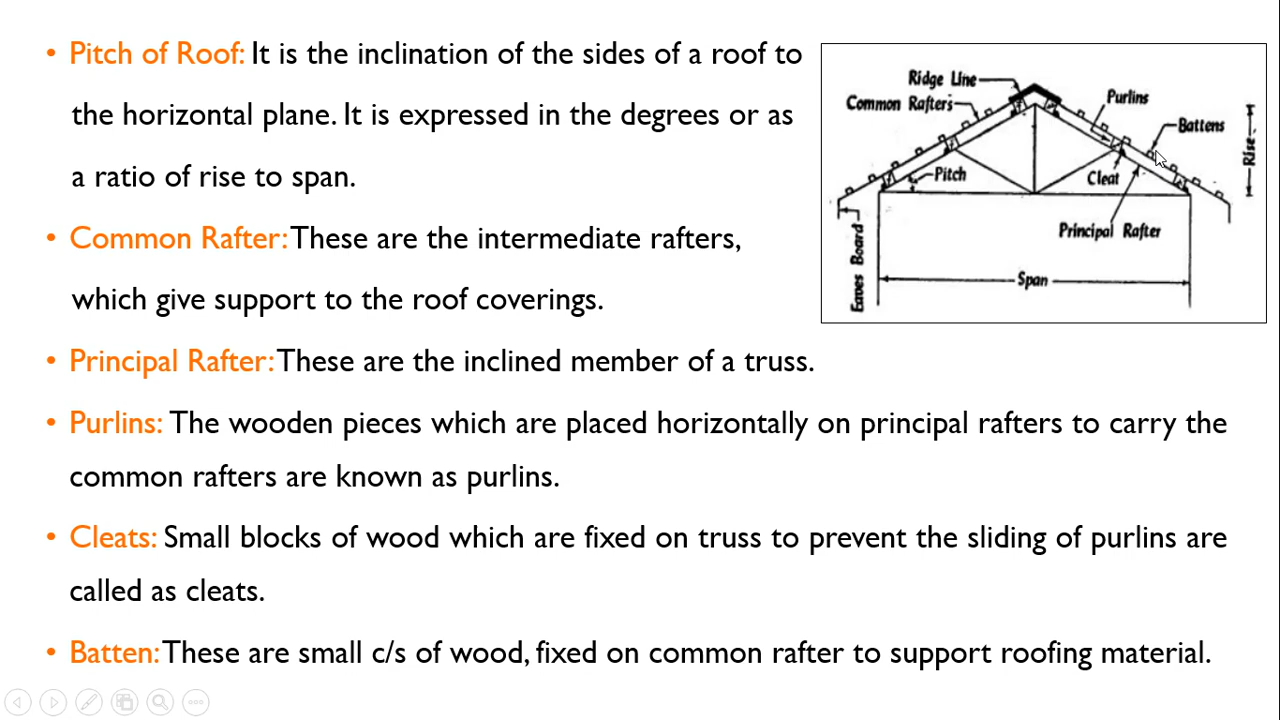 • Pitch of Roof: It is the inclination of the sides of a roof to
the horizontal plane. It is expressed in the degrees or as
a ratio of rise to span.
• Common Rafter: These are the intermediate rafters,
which give support to the roof coverings.
• Principal Rafter: These are the inclined member of a truss.
• Purlins: The wooden pieces which are placed horizontally on principal rafters to carry the
common rafters are known as purlins.
• Cleats: Small blocks of wood which are fixed on truss to prevent the sliding of purlins are
called as cleats.
• Batten: These are small c/s of wood, fixed on common rafter to support roofing material.
Ridge Line
Common Rafters
Purlins
Battens
Rise
Pitch
Cleat
Principal Rafter
Eaves Board
Span